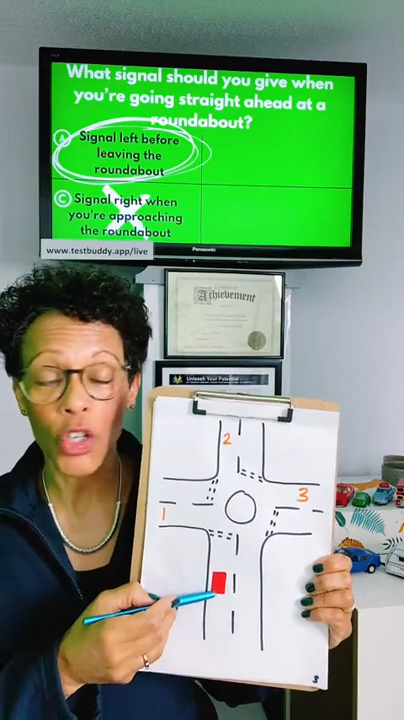 What signal should you give when
you're going straight ahead at a
roundabout?
A
Signal left before
leaving the
roundabout
C
Signal right when
you're approaching
the roundabout
www.testbuddy.app/live
Panasonic
Achievement
Unleash Your Potential
2
3
1